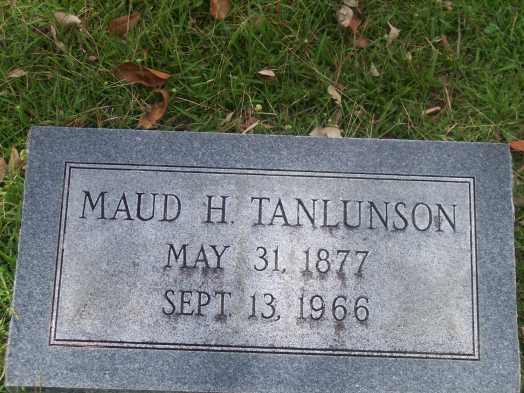 MAUD H. TANLUNSON
MAY 31, 1877
SEPT. 13, 1966